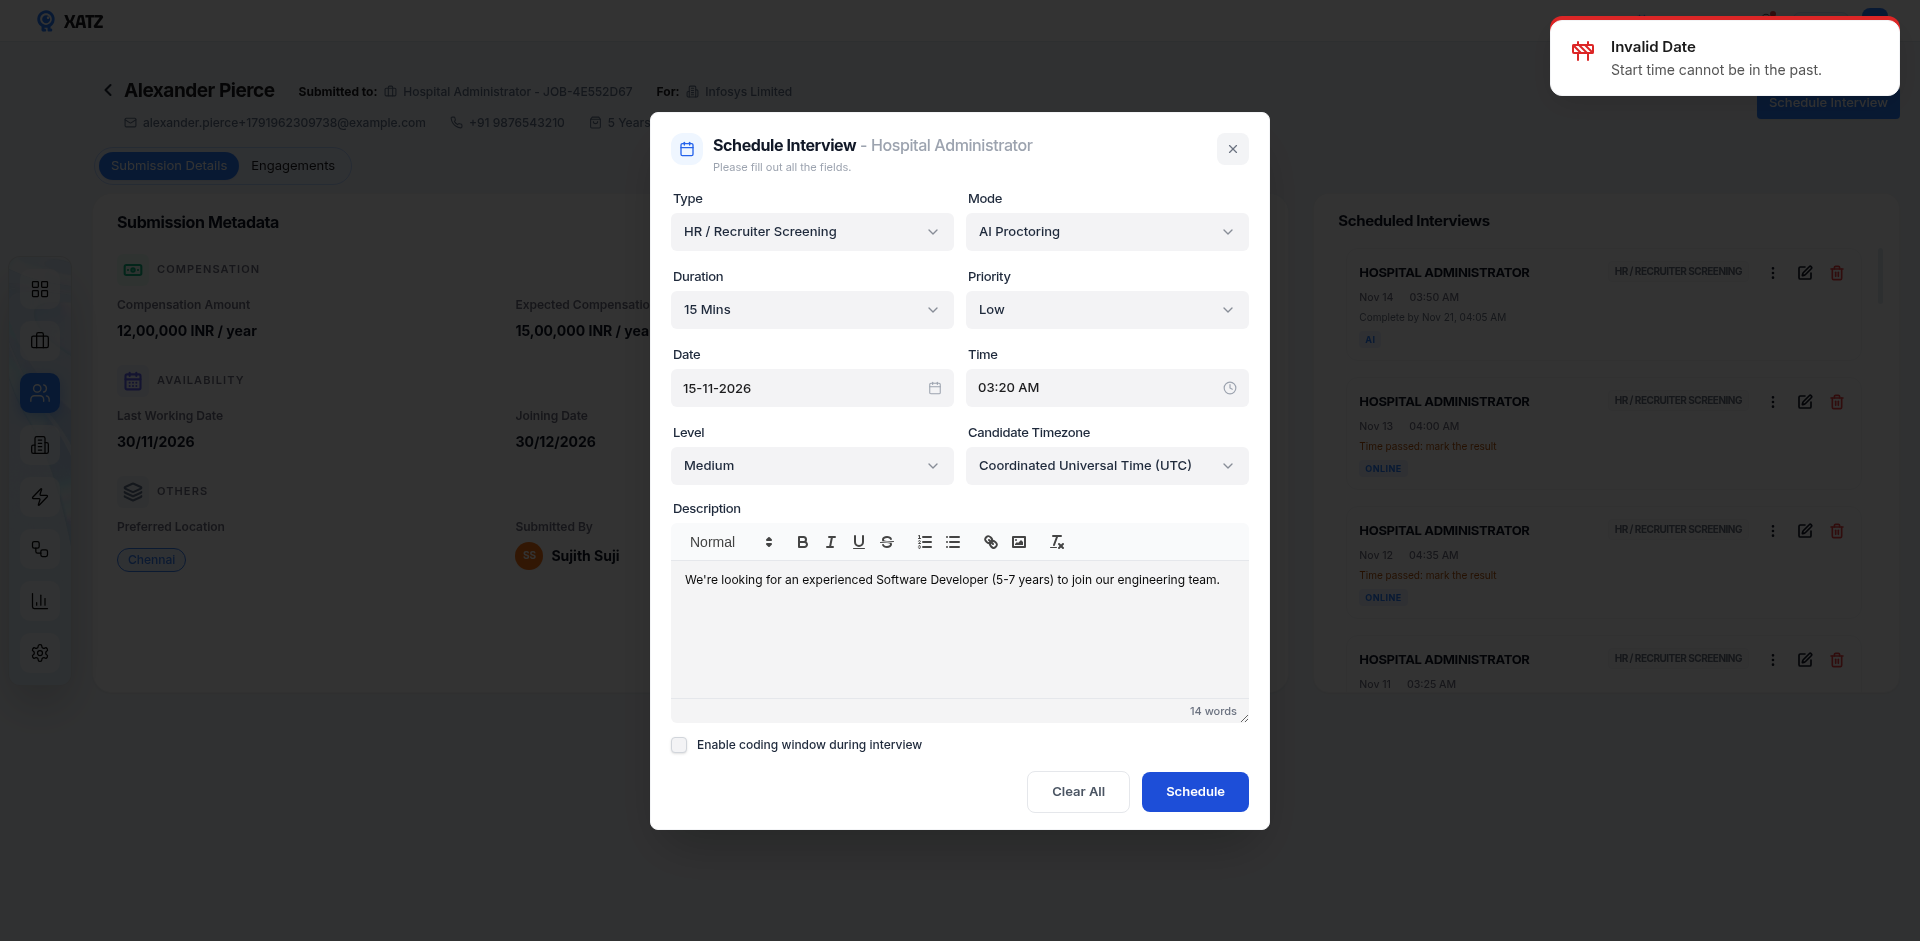 XATZ
Invalid Date
Start time cannot be in the past.
Alexander Pierce
Submitted to: Hospital Administrator - JOB-4E552D67
For: Infosys Limited
Schedule Interview
alexander.pierce+1791962309738@example.com
+91 9876543210
5 Years
Submission Details
Engagements
Submission Metadata
COMPENSATION
Compensation Amount
12,00,000 INR / year
15,00,000 INR / yea
AVAILABILITY
Last Working Date
30/11/2026
Joining Date
30/12/2026
OTHERS
Preferred Location
Chennai
Submitted By
SS
Sujith Suji
Schedule Interview - Hospital Administrator
Please fill out all the fields.
Type
HR / Recruiter Screening
Mode
AI Proctoring
Duration
15 Mins
Priority
Low
Date
15-11-2026
Time
03:20 AM
Level
Medium
Candidate Timezone
Coordinated Universal Time (UTC)
Description
Normal
We're looking for an experienced Software Developer (5-7 years) to join our engineering team.
14 words
Enable coding window during interview
Clear All
Schedule
Scheduled Interviews
HOSPITAL ADMINISTRATOR
HR / RECRUITER SCREENING
Nov 14 03:50 AM
Complete by Nov 21, 04:05 AM
AI
HOSPITAL ADMINISTRATOR
HR / RECRUITER SCREENING
Nov 13 04:00 AM
Time passed: mark the result
ONLINE
HOSPITAL ADMINISTRATOR
HR / RECRUITER SCREENING
Nov 12 04:35 AM
Time passed: mark the result
ONLINE
HOSPITAL ADMINISTRATOR
HR / RECRUITER SCREENING
Nov 11 03:25 AM